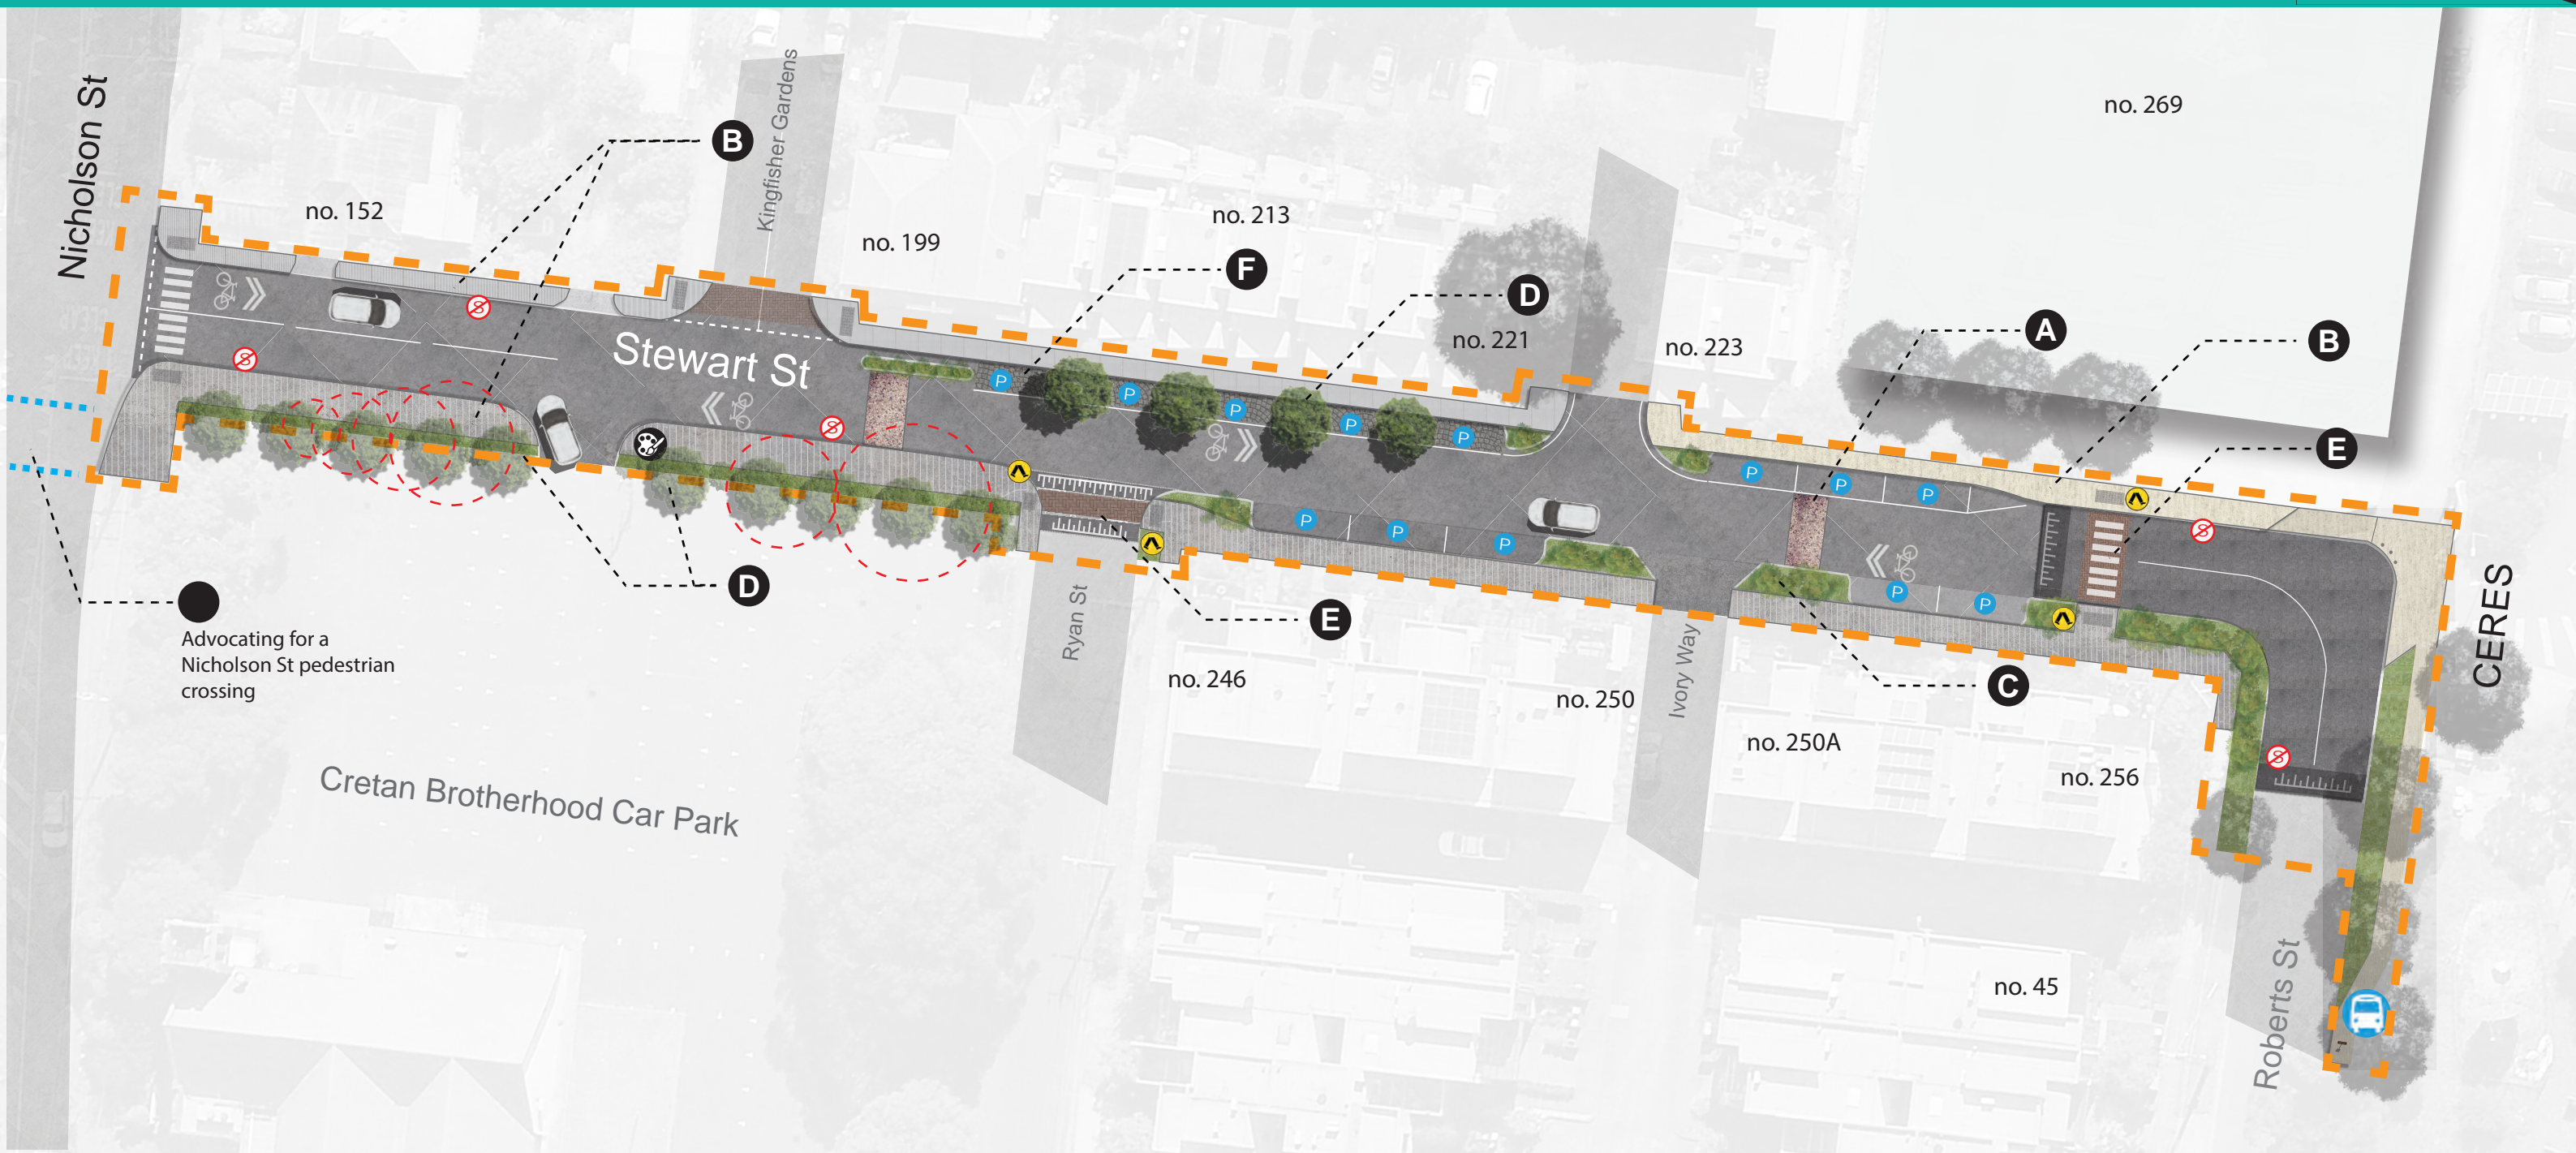 Nicholson St
no. 152
B
Kingfisher Gardens
no. 199
no. 213
F
D
no. 221
no. 223
A
B
E
no. 269
Stewart St
S
S
S
P
P
P
P
P
P
P
P
P
P
P
P
P
S
CERES
Advocating for a
Nicholson St pedestrian
crossing
D
E
C
Ryan St
no. 246
no. 250
Ivory Way
no. 250A
no. 256
S
Cretan Brotherhood Car Park
no. 45
Roberts St